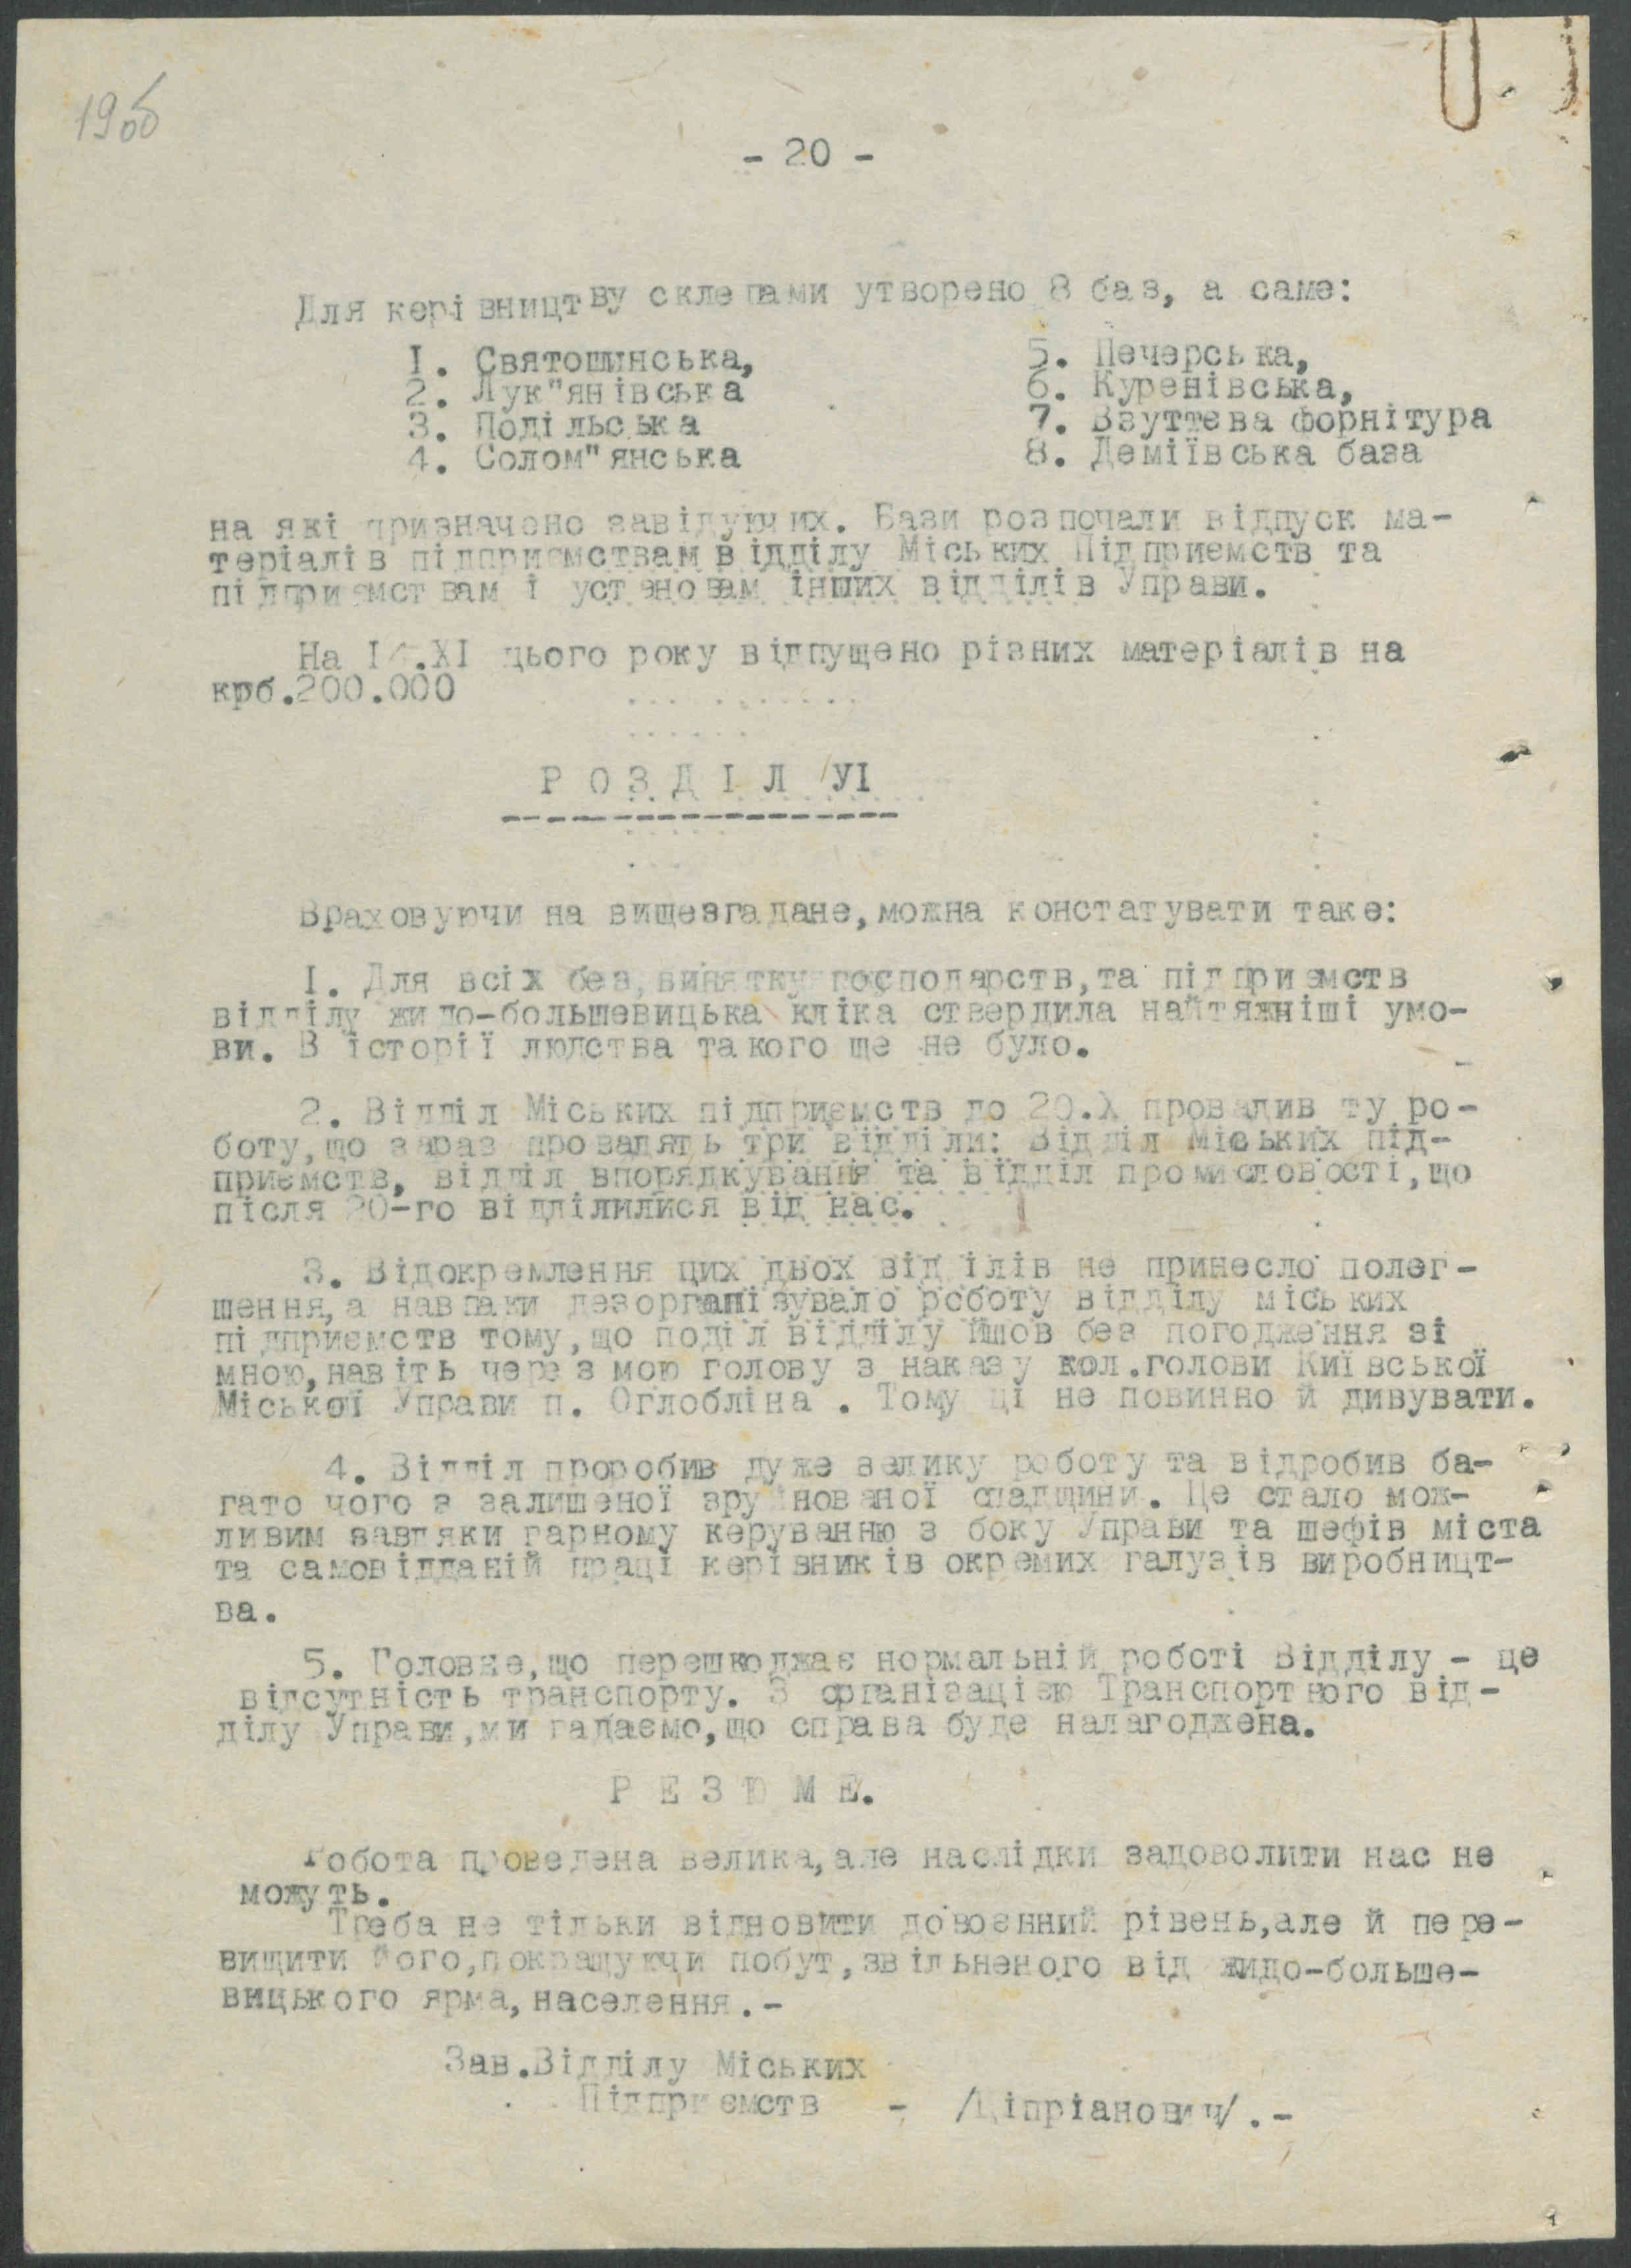 19об
- 20 -
Для керівництву склепами утворено 8 баз, а саме:
I. Святошинська,
2. Лук"янівська
3. Подільська
4. Солом"янська
5. Печерська,
6. Куренівська,
7. Взуттєва форнітура
8. Деміївська база
на які призначено завідуючих. Бази розпочали відпуск ма-
теріалів підприємствам відділу Міських Підприємств та
підприємствам і установам інших відділів Управи.
На .XI цього року відпущено різних матеріалів на
крб.200.000
Р О З Д І Л УІ
Враховуючи на вищезгадане, можна констатувати таке:
I. Для всіх без винятку господарств, та підприємств
відділу жидо-большевицька кліка ствердила найтяжніші умо-
ви. В історії людства такого ще не було.
2. Відділ Міських підприємств до 20.X провадив ту ро-
боту, що зараз провадять три відділи: Відділ Міських під-
приємств, відділ впорядкування та відділ промисловості, що
після 20-го відділилися від нас.
3. Відокремлення цих двох відділів не принесло полег-
шення, а навпаки дезорганізувало роботу відділу міських
підприємств тому, що поділ відділу йшов без погодження зі
мною, навіть через мою голову з наказу кол.голови Київської
Міської Управи п. Оглобліна . Тому ці не повинно й дивувати.
4. Відділ проробив дуже велику роботу та відробив ба-
гато чого з залишеної зруйнованої спадщини. Це стало мож-
ливим завдяки гарному керуванню з боку Управи та шефів міста
та самовідданій праці керівників окремих галузів виробницт-
ва.
5. Головне, що перешкоджає нормальній роботі Відділу - це
відсутність транспорту. З організацією Транспортного від-
ділу Управи, ми гадаємо, що справа буде налагоджена.
Р Е З Ю М Е.
Робота проведена велика, але наслідки задоволити нас не
можуть.
Треба не тільки відновити довоєнний рівень, але й пере-
вищити його, покращуючи побут, звільненого від жидо-больше-
вицького ярма, населення.-
Зав.Відділу Міських
Підприємств - /Ціпріанович/.-